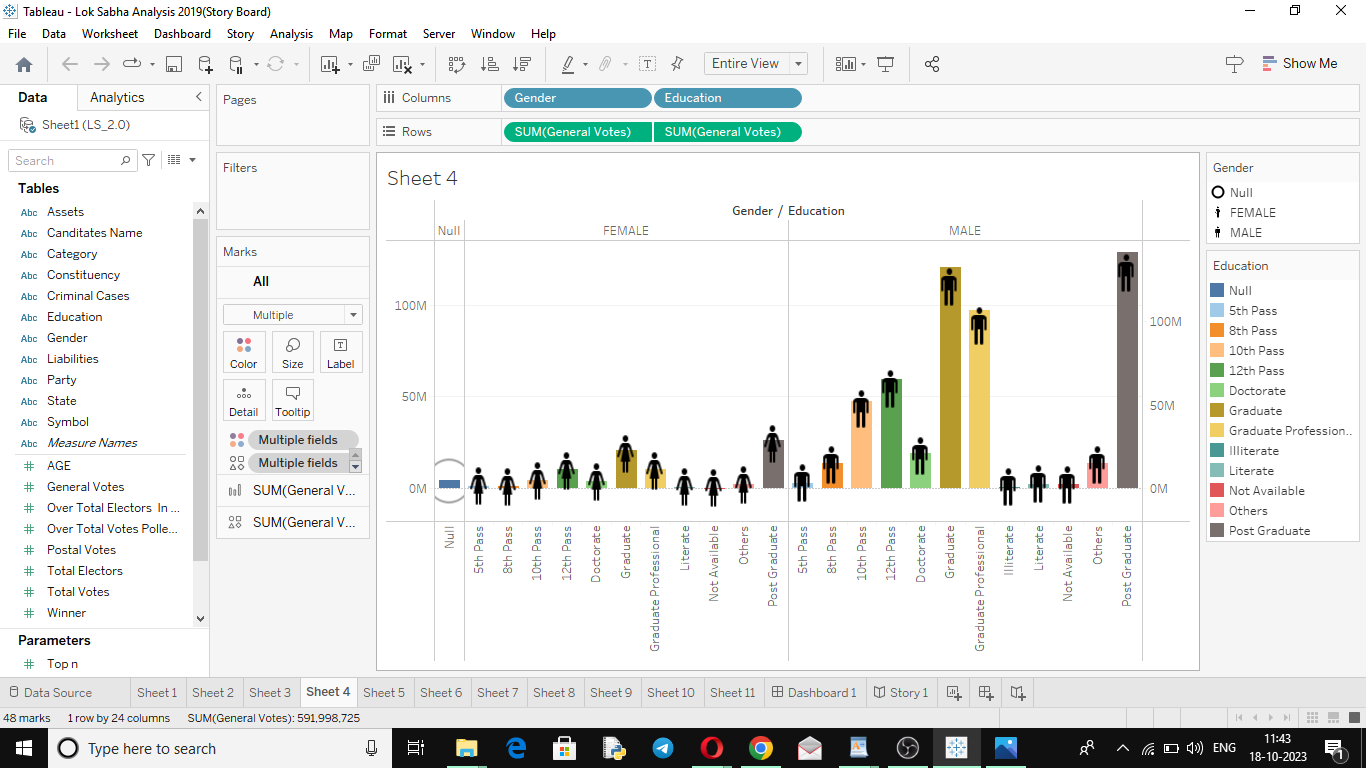 Tableau - Lok Sabha Analysis 2019(Story Board)
File Data Worksheet Dashboard Story Analysis Map Format Server Window Help
Entire View
Show Me
Data Analytics
Sheet1 (LS_2.0)
Search
Tables
Abc Assets
Abc Canditates Name
Abc Category
Abc Constituency
Abc Criminal Cases
Abc Education
Abc Gender
Abc Liabilities
Abc Party
Abc State
Abc Symbol
Abc Measure Names
# AGE
# General Votes
# Over Total Electors In ...
# Over Total Votes Polle...
# Postal Votes
# Total Electors
# Total Votes
# Winner
Parameters
# Top n
Pages
Filters
Marks
All
Multiple
Color Size Label
Detail Tooltip
Multiple fields
Multiple fields
SUM(General V...
SUM(General V...
Columns Gender Education
Rows SUM(General Votes) SUM(General Votes)
Sheet 4
Gender / Education
Null FEMALE MALE
100M
50M
0M
100M
50M
0M
Null
5th Pass
8th Pass
10th Pass
12th Pass
Doctorate
Graduate
Graduate Professional
Literate
Not Available
Others
Post Graduate
5th Pass
8th Pass
10th Pass
12th Pass
Doctorate
Graduate
Graduate Professional
Illiterate
Literate
Not Available
Others
Post Graduate
Gender
Null
FEMALE
MALE
Education
Null
5th Pass
8th Pass
10th Pass
12th Pass
Doctorate
Graduate
Graduate Profession..
Illiterate
Literate
Not Available
Others
Post Graduate
Data Source Sheet 1 Sheet 2 Sheet 3 Sheet 4 Sheet 5 Sheet 6 Sheet 7 Sheet 8 Sheet 9 Sheet 10 Sheet 11 Dashboard 1 Story 1
48 marks 1 row by 24 columns SUM(General Votes): 591,998,725
Type here to search
ENG
11:43
18-10-2023
1